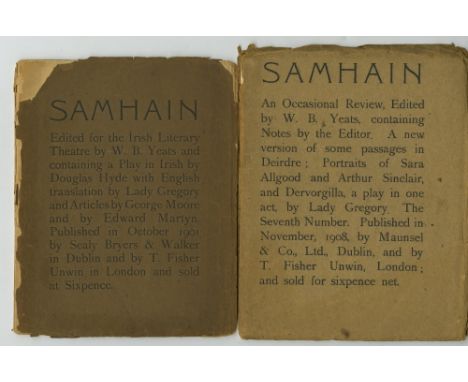 SAMHAIN
Edited for the Irish Literary
Theatre by W. B. Yeats and
containing a Play in Irish by
Douglas Hyde with English
translation by Lady Gregory
and Articles by George Moore
and by Edward Martyn.
Published in October 1901
by Sealy Bryers & Walker
in Dublin and by T. Fisher
Unwin in London and sold
at Sixpence.
SAMHAIN
An Occasional Review, Edited
by W. B. Yeats, containing
Notes by the Editor. A new
version of some passages in
Deirdre; Portraits of Sara
Allgood and Arthur Sinclair,
and Dervorgilla, a play in one
act, by Lady Gregory. The
Seventh Number. Published in
November, 1908, by Maunsel
& Co., Ltd., Dublin, and by
T. Fisher Unwin, London;
and sold for sixpence net.